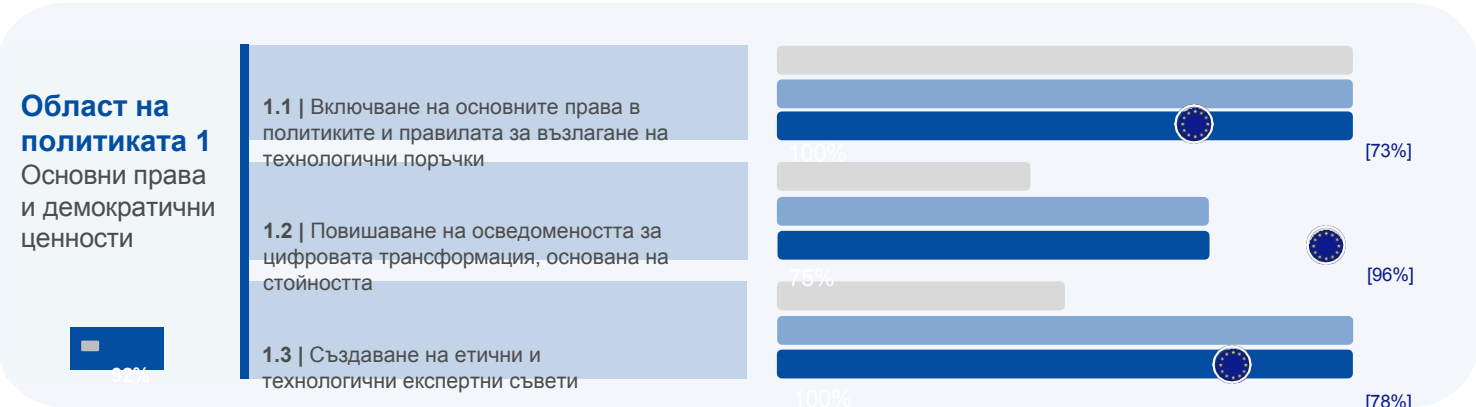 Област на
политиката 1
Основни права
и демократични
ценности
92%
1.1 | Включване на основните права в
политиките и правилата за възлагане на
технологични поръчки
100%
[73%]
1.2 | Повишаване на осведомеността за
цифровата трансформация, основана на
стойността
75%
[96%]
1.3 | Създаване на етични и
технологични експертни съвети
100%
[78%]